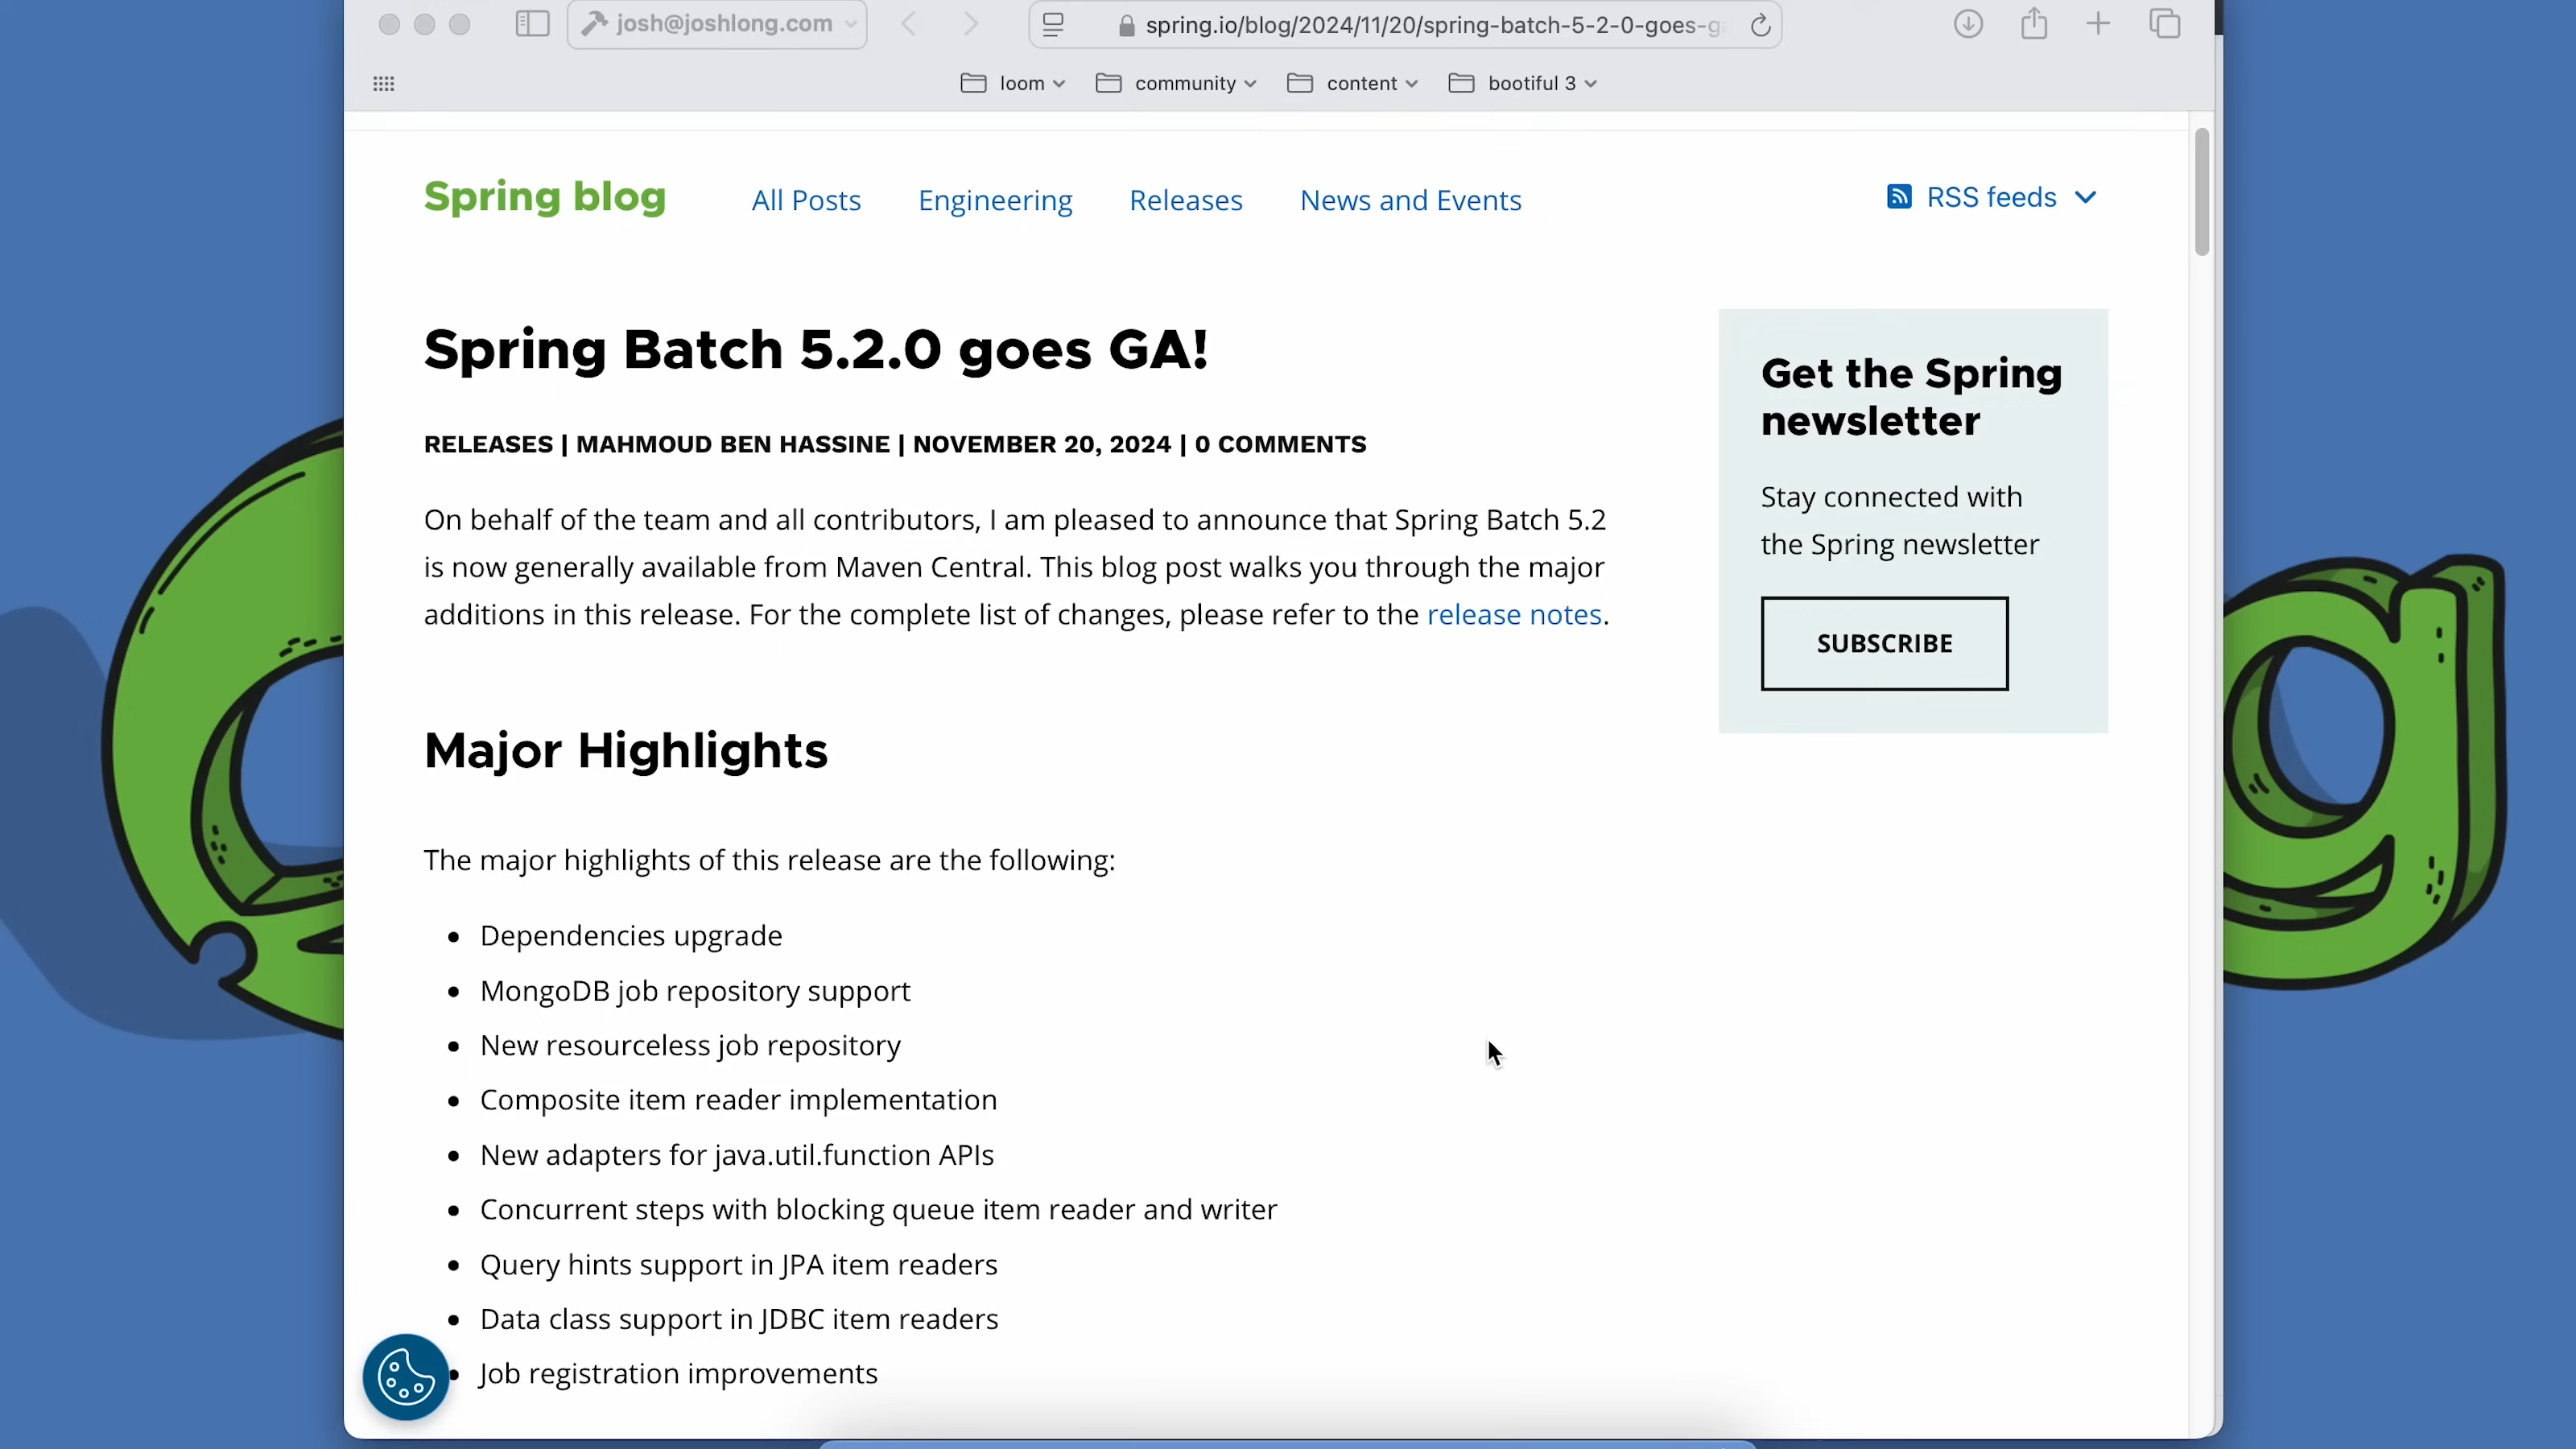 josh@joshlong.com
spring.io/blog/2024/11/20/spring-batch-5-2-0-goes-ga
loom
community
content
bootiful 3
Spring blog
All Posts
Engineering
Releases
News and Events
RSS feeds
Spring Batch 5.2.0 goes GA!
RELEASES | MAHMOUD BEN HASSINE | NOVEMBER 20, 2024 | 0 COMMENTS
On behalf of the team and all contributors, I am pleased to announce that Spring Batch 5.2
is now generally available from Maven Central. This blog post walks you through the major
additions in this release. For the complete list of changes, please refer to the release notes.
Get the Spring
newsletter
Stay connected with
the Spring newsletter
SUBSCRIBE
Major Highlights
The major highlights of this release are the following:
• Dependencies upgrade
• MongoDB job repository support
• New resourceless job repository
• Composite item reader implementation
• New adapters for java.util.function APIs
• Concurrent steps with blocking queue item reader and writer
• Query hints support in JPA item readers
• Data class support in JDBC item readers
• Job registration improvements
g